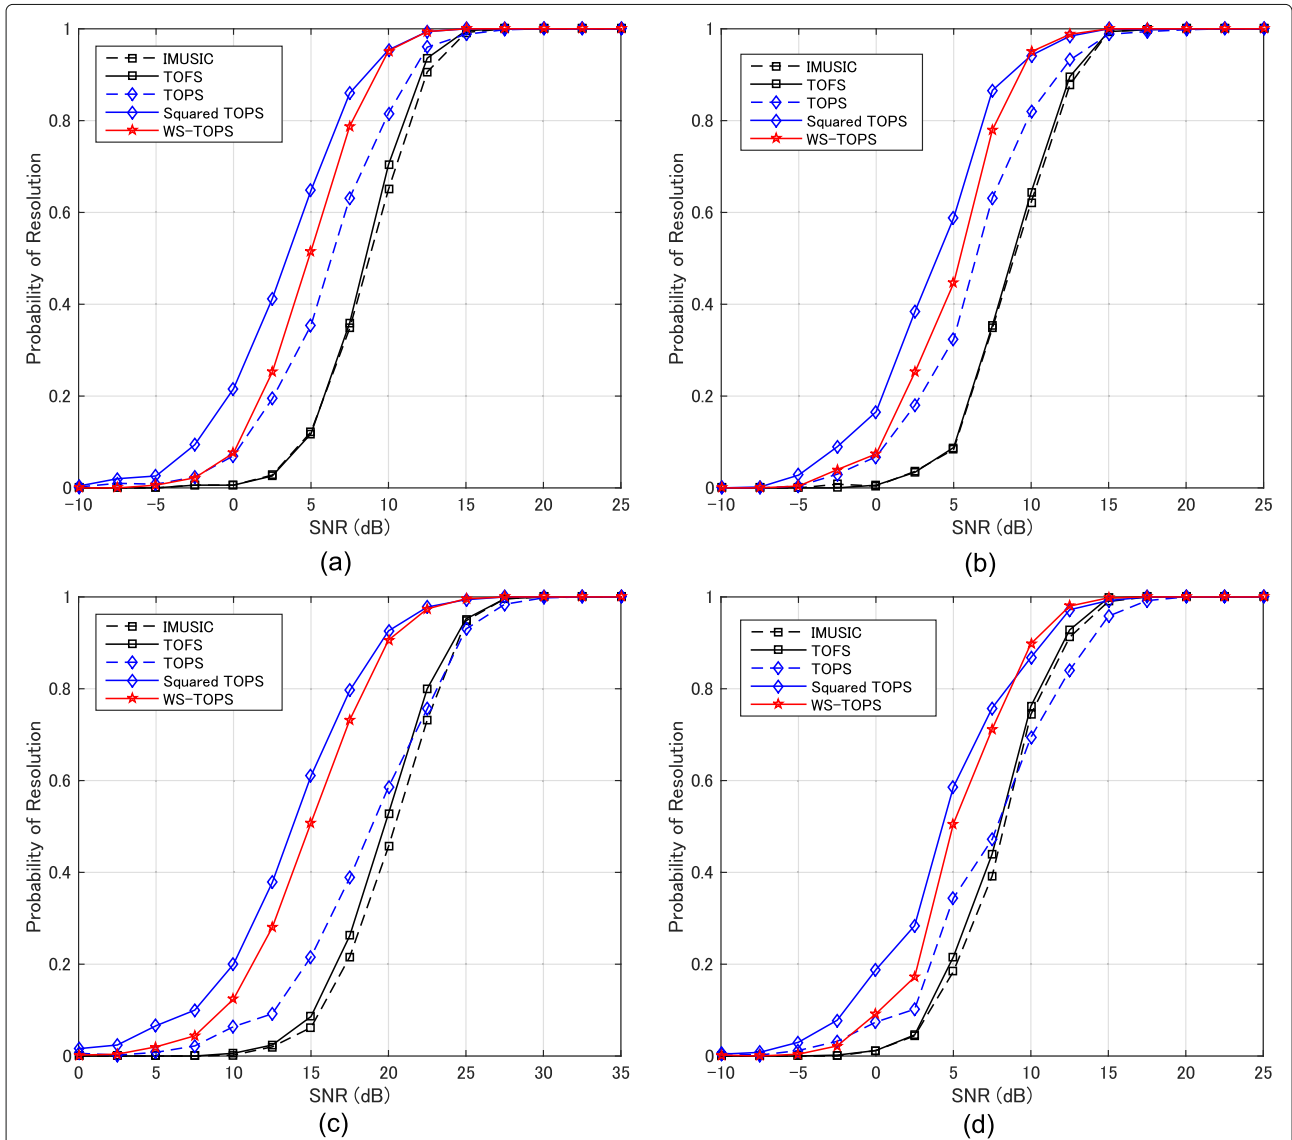 1
0.8
0.6
0.4
0.2
0
Probability of Resolution
IMUSIC
TOFS
TOPS
Squared TOPS
WS-TOPS
-10 -5 0 5 10 15 20 25
SNR (dB)
(a)
1
0.8
0.6
0.4
0.2
0
Probability of Resolution
IMUSIC
TOFS
TOPS
Squared TOPS
WS-TOPS
-10 -5 0 5 10 15 20 25
SNR (dB)
(b)
1
0.8
0.6
0.4
0.2
0
Probability of Resolution
IMUSIC
TOFS
TOPS
Squared TOPS
WS-TOPS
0 5 10 15 20 25 30 35
SNR (dB)
(c)
1
0.8
0.6
0.4
0.2
0
Probability of Resolution
IMUSIC
TOFS
TOPS
Squared TOPS
WS-TOPS
-10 -5 0 5 10 15 20 25
SNR (dB)
(d)